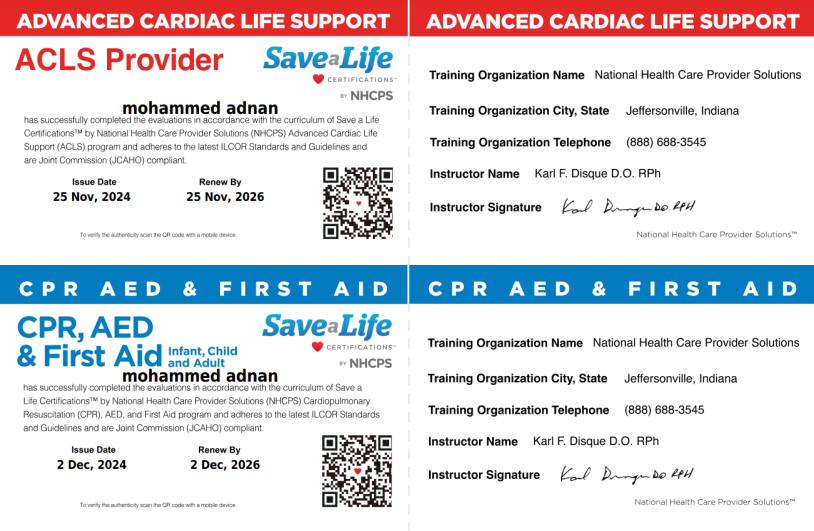 ADVANCED CARDIAC LIFE SUPPORT
ACLS Provider
Save a Life
CERTIFICATIONS™
BY NHCPS
mohammed adnan
has successfully completed the evaluations in accordance with the curriculum of Save a Life
Certifications™ by National Health Care Provider Solutions (NHCPS) Advanced Cardiac Life
Support (ACLS) program and adheres to the latest ILCOR Standards and Guidelines and
are Joint Commission (JCAHO) compliant.
Issue Date Renew By
25 Nov, 2024 25 Nov, 2026
To verify the authenticity scan the QR code with a mobile device.
ADVANCED CARDIAC LIFE SUPPORT
Training Organization Name National Health Care Provider Solutions
Training Organization City, State Jeffersonville, Indiana
Training Organization Telephone (888) 688-3545
Instructor Name Karl F. Disque D.O. RPh
Instructor Signature
National Health Care Provider Solutions™
CPR AED & FIRST AID
CPR, AED
& First Aid Infant, Child
and Adult
Save a Life
CERTIFICATIONS™
BY NHCPS
mohammed adnan
has successfully completed the evaluations in accordance with the curriculum of Save a
Life Certifications™ by National Health Care Provider Solutions (NHCPS) Cardiopulmonary
Resuscitation (CPR), AED, and First Aid program and adheres to the latest ILCOR Standards
and Guidelines and are Joint Commission (JCAHO) compliant.
Issue Date Renew By
2 Dec, 2024 2 Dec, 2026
To verify the authenticity scan the QR code with a mobile device.
CPR AED & FIRST AID
Training Organization Name National Health Care Provider Solutions
Training Organization City, State Jeffersonville, Indiana
Training Organization Telephone (888) 688-3545
Instructor Name Karl F. Disque D.O. RPh
Instructor Signature
National Health Care Provider Solutions™